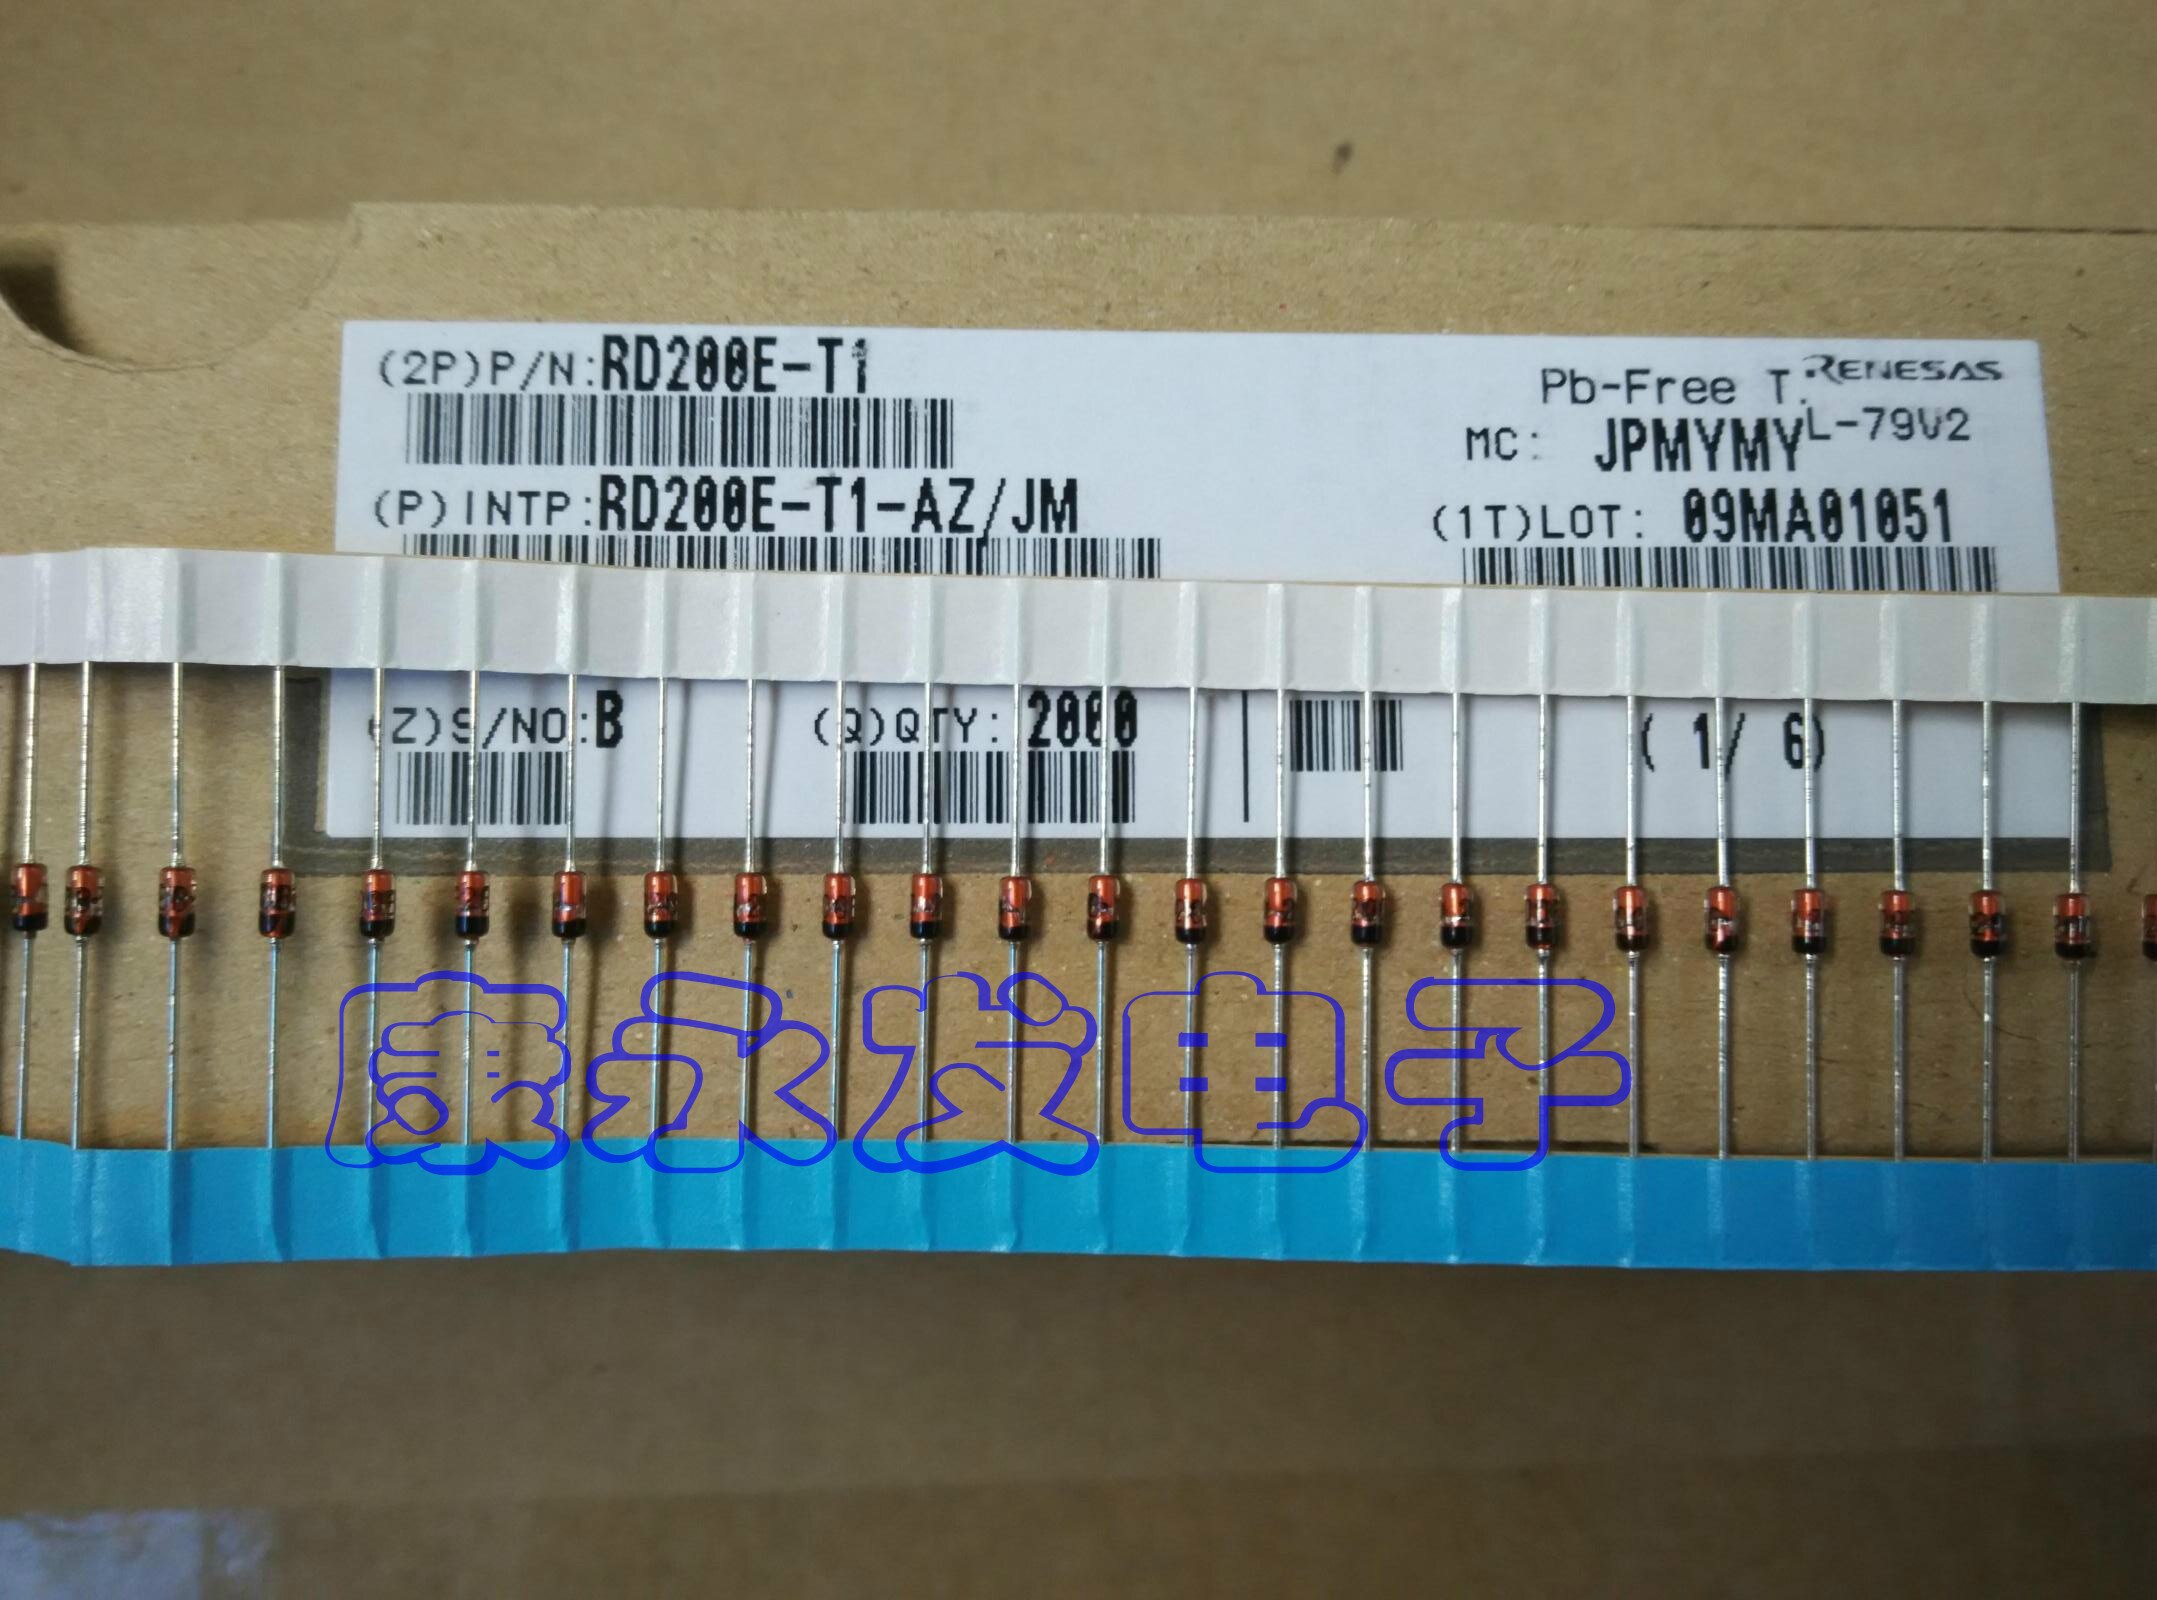 (2P)P/N:RD200E-T1
Pb-Free T. RENESAS
L-79V2
MC: JPMYMY
(P)INTP:RD200E-T1-AZ/JM
(1T)LOT: 09MA01051
(Z)S/NO:B
(Q)QTY: 2000
( 1/ 6)
康永发电子